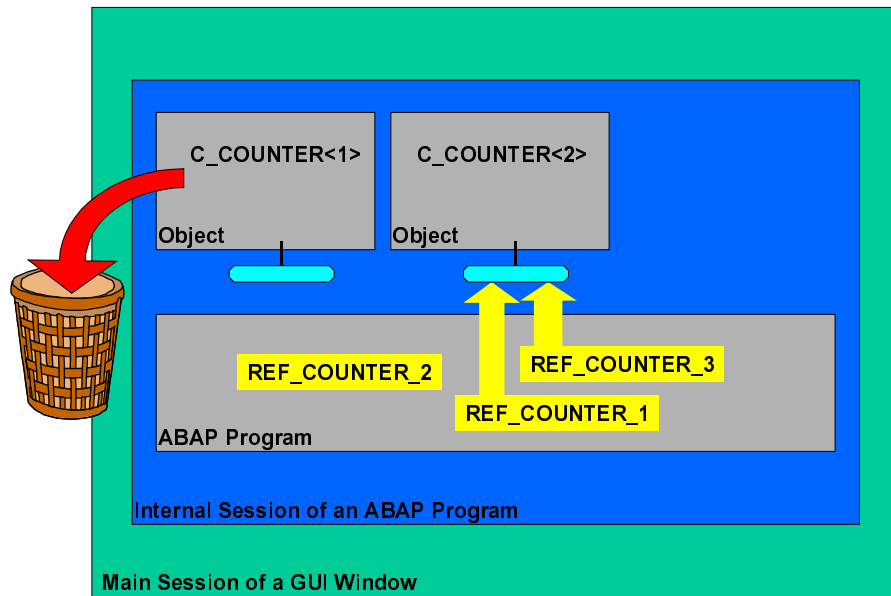 C_COUNTER<1>
C_COUNTER<2>
Object
Object
REF_COUNTER_2
REF_COUNTER_3
REF_COUNTER_1
ABAP Program
Internal Session of an ABAP Program
Main Session of a GUI Window